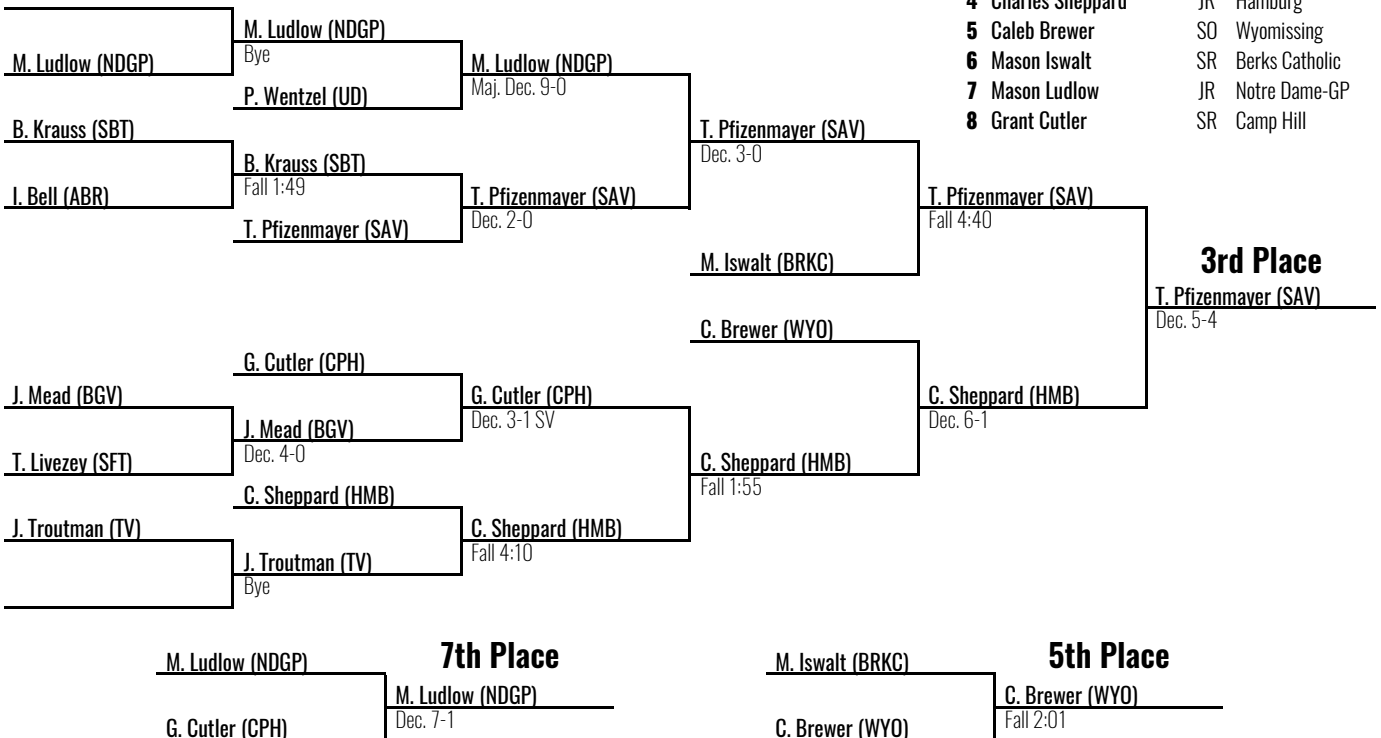 4 Charles Sheppard JR Hamburg
M. Ludlow (NDGP)
Bye
5 Caleb Brewer SO Wyomissing
M. Ludlow (NDGP)
M. Ludlow (NDGP)
6 Mason Iswalt SR Berks Catholic
Maj. Dec. 9-0
P. Wentzel (UD)
7 Mason Ludlow JR Notre Dame-GP
B. Krauss (SBT)
T. Pfizenmayer (SAV)
8 Grant Cutler SR Camp Hill
Dec. 3-0
B. Krauss (SBT)
Fall 1:49
I. Bell (ABR)
T. Pfizenmayer (SAV)
Dec. 2-0
T. Pfizenmayer (SAV)
Fall 4:40
T. Pfizenmayer (SAV)
M. Iswalt (BRKC)
3rd Place
T. Pfizenmayer (SAV)
Dec. 5-4
C. Brewer (WYO)
G. Cutler (CPH)
J. Mead (BGV)
G. Cutler (CPH)
Dec. 3-1 SV
C. Sheppard (HMB)
Dec. 6-1
J. Mead (BGV)
Dec. 4-0
T. Livezey (SFT)
C. Sheppard (HMB)
Fall 1:55
C. Sheppard (HMB)
J. Troutman (TV)
C. Sheppard (HMB)
Fall 4:10
J. Troutman (TV)
Bye
7th Place
M. Ludlow (NDGP)
M. Ludlow (NDGP)
Dec. 7-1
G. Cutler (CPH)
5th Place
M. Iswalt (BRKC)
C. Brewer (WYO)
Fall 2:01
C. Brewer (WYO)